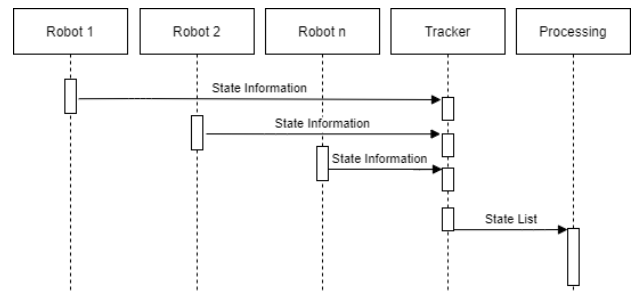 Robot 1
Robot 2
Robot n
Tracker
Processing
State Information
State Information
State Information
State List